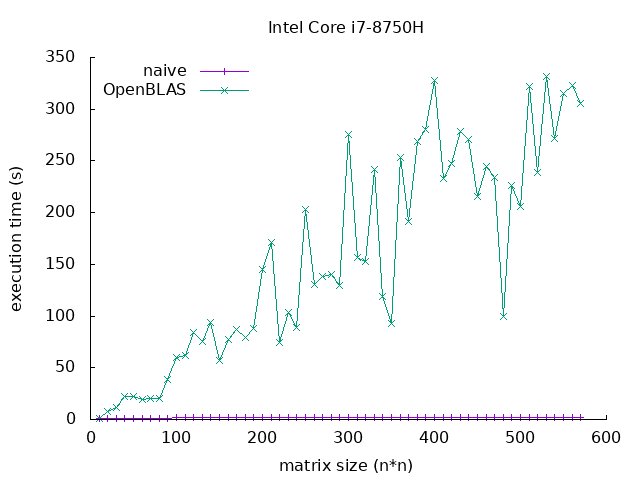 Intel Core i7-8750H
350
300
250
200
150
100
50
0
execution time (s)
naive
OpenBLAS
0 100 200 300 400 500 600
matrix size (n*n)